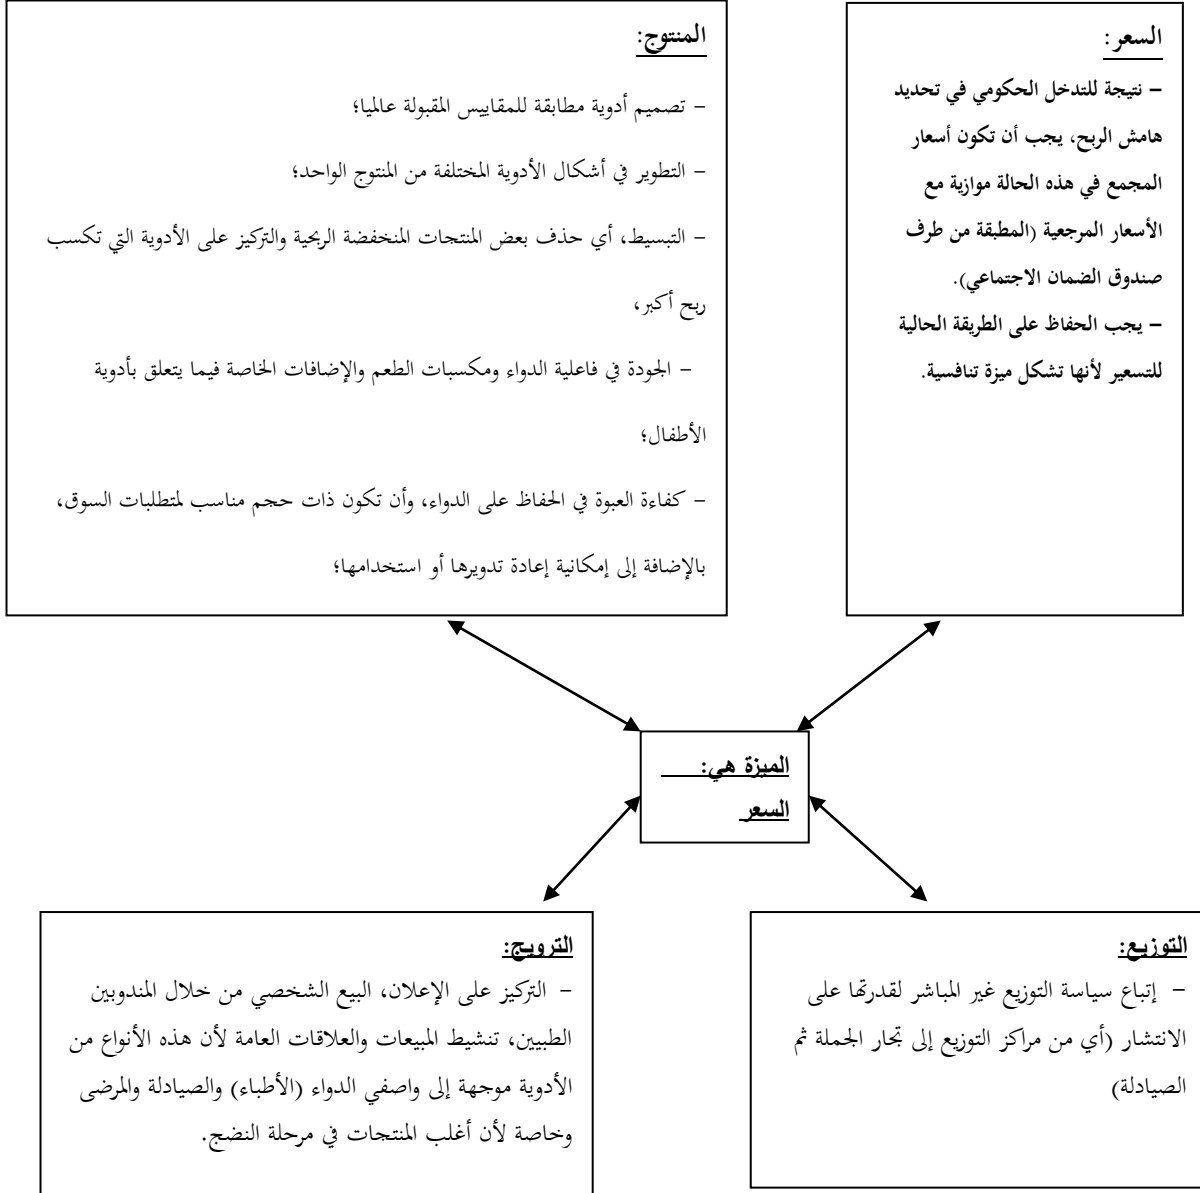 السعر:
– نتيجة للتدخل الحكومي في تحديد
هامش الربح، يجب أن تكون أسعار
المجمع في هذه الحالة موازية مع
الأسعار المرجعية (المطبقة من طرف
صندوق الضمان الاجتماعي).
– يجب الحفاظ على الطريقة الحالية
للتسعير لأنها تشكل ميزة تنافسية.
المنتوج:
– تصميم أدوية مطابقة للمقاييس المقبولة عالميا؛
– التطوير في أشكال الأدوية المختلفة من المنتوج الواحد؛
– التبسيط، أي حذف بعض المنتجات المنخفضة الربحية والتركيز على الأدوية التي تكسب
ربح أكبر،
– الجودة في فاعلية الدواء ومكسبات الطعم والإضافات الخاصة فيما يتعلق بأدوية
الأطفال؛
– كفاءة العبوة في الحفاظ على الدواء، وأن تكون ذات حجم مناسب لمتطلبات السوق،
بالإضافة إلى إمكانية إعادة تدويرها أو استخدامها؛
الميزة هي:
السعر
التوزيع:
– إتباع سياسة التوزيع غير المباشر لقدرتها على
الانتشار (أي من مراكز التوزيع إلى تجار الجملة ثم
الصيادلة)
الترويج:
– التركيز على الإعلان، البيع الشخصي من خلال المندوبين
الطبيين، تنشيط المبيعات والعلاقات العامة لأن هذه الأنواع من
الأدوية موجهة إلى واصفي الدواء (الأطباء) والصيادلة والمرضى
وخاصة لأن أغلب المنتجات في مرحلة النضج.